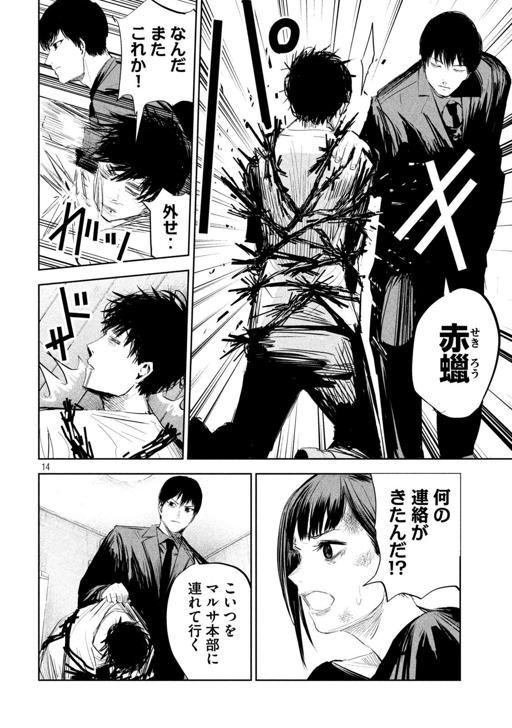 赤蠟
せきろう
なんだ
また
これか!
外せ‥
ガッ
何の
連絡が
きたんだ!?
こいつを
マルサ本部に
連れて行く
14